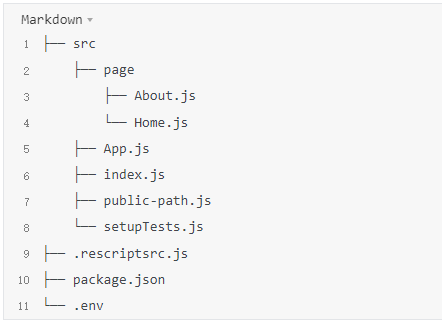 Markdown
1 ├── src
2     ├── page
3         ├── About.js
4         └── Home.js
5     ├── App.js
6     ├── index.js
7     ├── public-path.js
8     └── setupTests.js
9 ├── .rescriptsrc.js
10 ├── package.json
11 └── .env